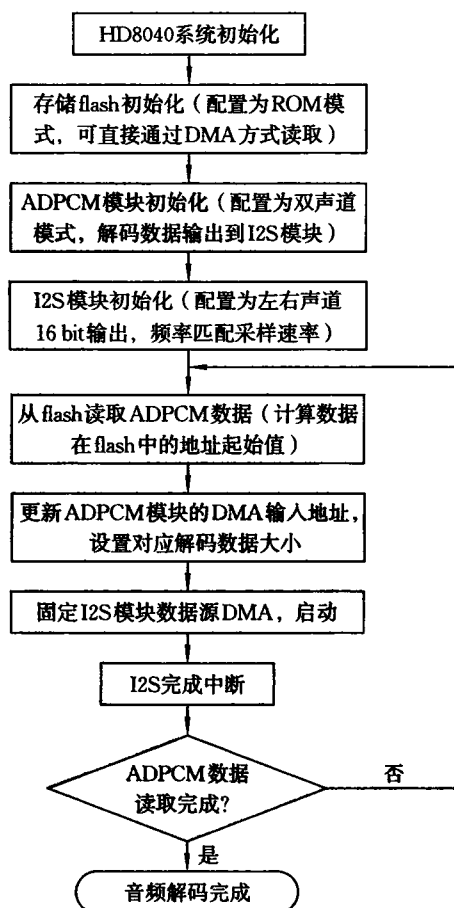 HD8040系统初始化
存储flash初始化（配置为ROM模
式，可直接通过DMA方式读取）
ADPCM模块初始化（配置为双声道
模式，解码数据输出到I2S模块）
I2S模块初始化（配置为左右声道
16 bit输出，频率匹配采样速率）
从flash读取ADPCM数据（计算数据
在flash中的地址起始值）
更新ADPCM模块的DMA输入地址，
设置对应解码数据大小
固定I2S模块数据源DMA，启动
I2S完成中断
ADPCM数据
读取完成?
否
是
音频解码完成